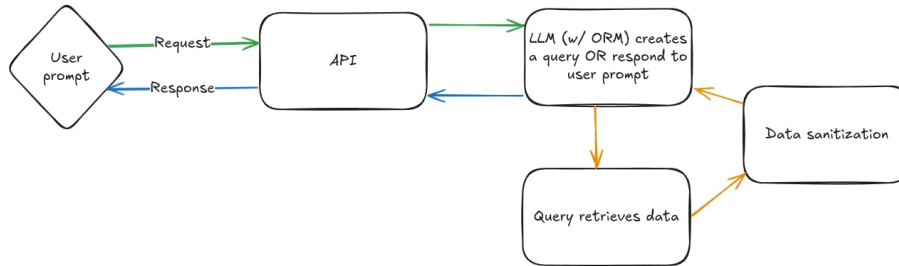 User
prompt
Request
Response
API
LLM (w/ ORM) creates
a query OR respond to
user prompt
Data sanitization
Query retrieves data